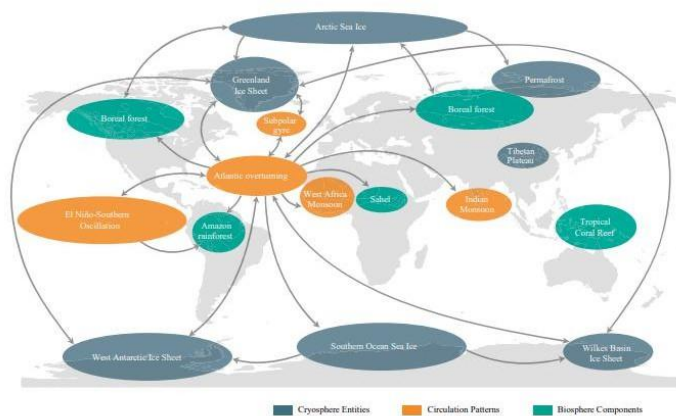 Arctic Sea Ice
Greenland
Ice Sheet
Permafrost
Boreal forest
Boreal forest
Subpolar
gyre
Tibetan
Plateau
Atlantic overturning
West Africa
Monsoon
Sahel
Indian
Monsoon
El Niño-Southern
Oscillation
Amazon
rainforest
Tropical
Coral Reef
West Antarctic Ice Sheet
Southern Ocean Sea Ice
Wilkes Basin
Ice Sheet
Cryosphere Entities
Circulation Patterns
Biosphere Components